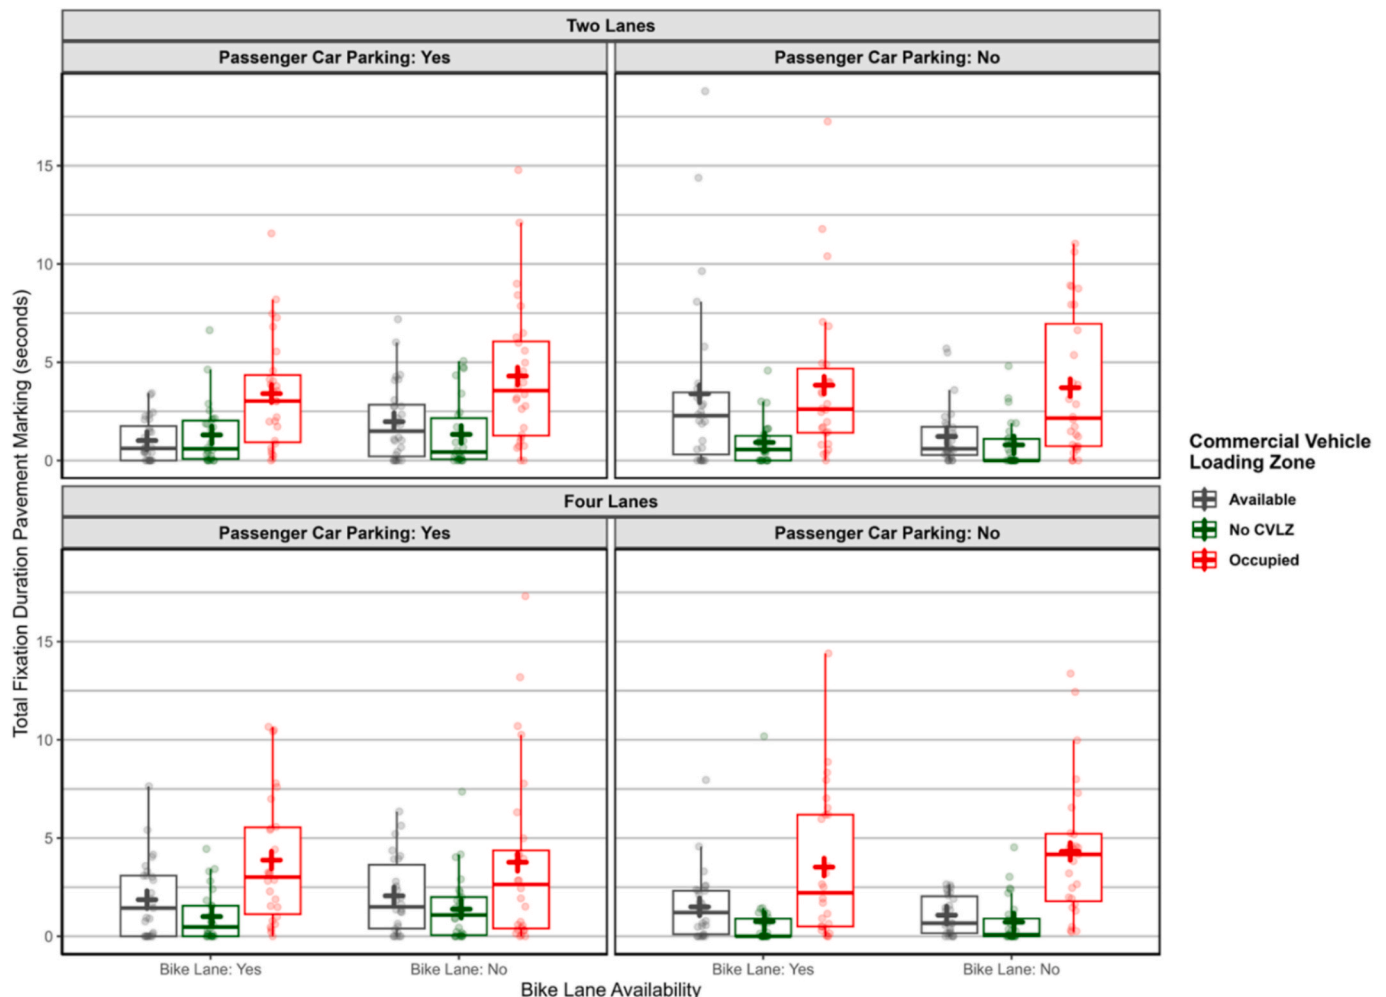 Two Lanes
Passenger Car Parking: Yes
Passenger Car Parking: No
15
10
5
0
Four Lanes
Passenger Car Parking: Yes
Passenger Car Parking: No
15
10
5
0
Total Fixation Duration Pavement Marking (seconds)
Bike Lane: Yes
Bike Lane: No
Bike Lane: Yes
Bike Lane: No
Bike Lane Availability
Commercial Vehicle
Loading Zone
Available
No CVLZ
Occupied